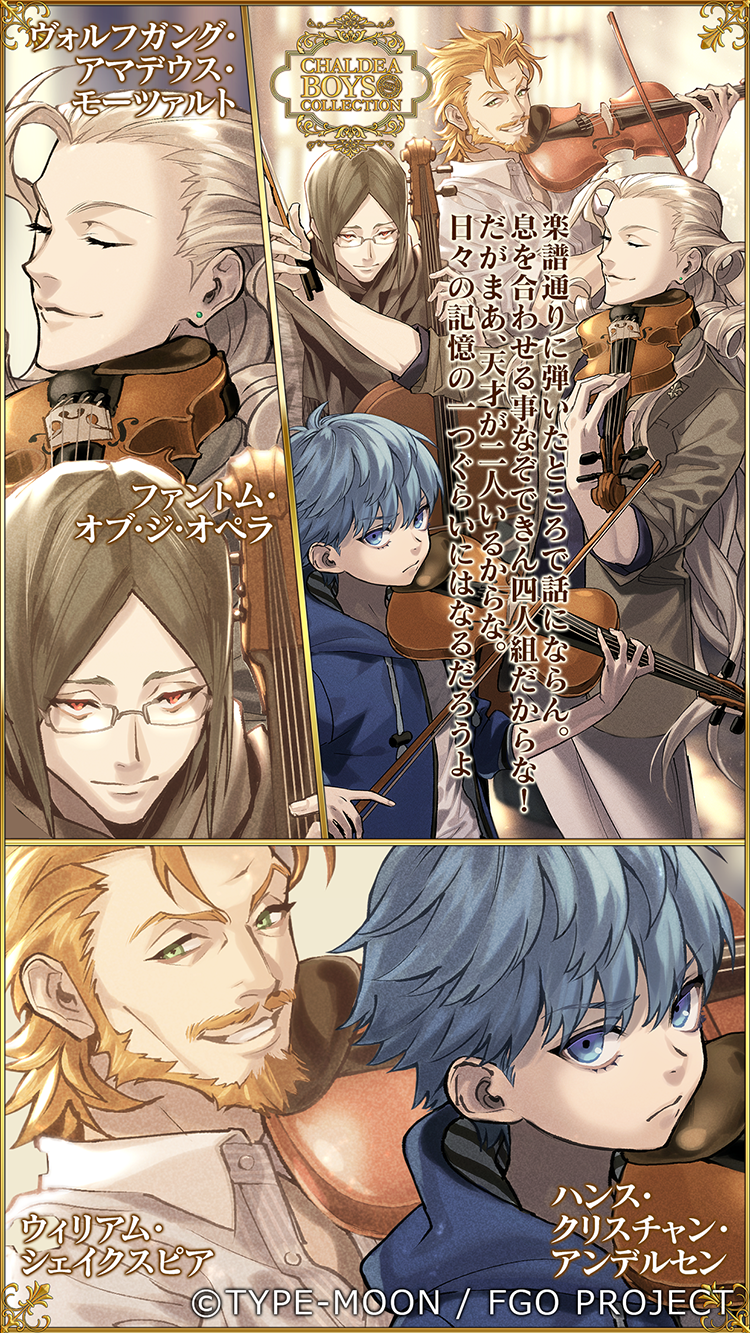 ヴォルフガング・
アマデウス・
モーツァルト
CHALDEA
BOYS
COLLECTION
楽譜通りに弾いたところで話にならん。
息を合わせる事なぞできん四人組だからな！
だがまあ、天才が二人いるからな。
日々の記憶の一つぐらいにはなるだろうよ
ファントム・
オブ・ジ・オペラ
ウィリアム・
シェイクスピア
ハンス・
クリスチャン・
アンデルセン
©TYPE-MOON / FGO PROJECT